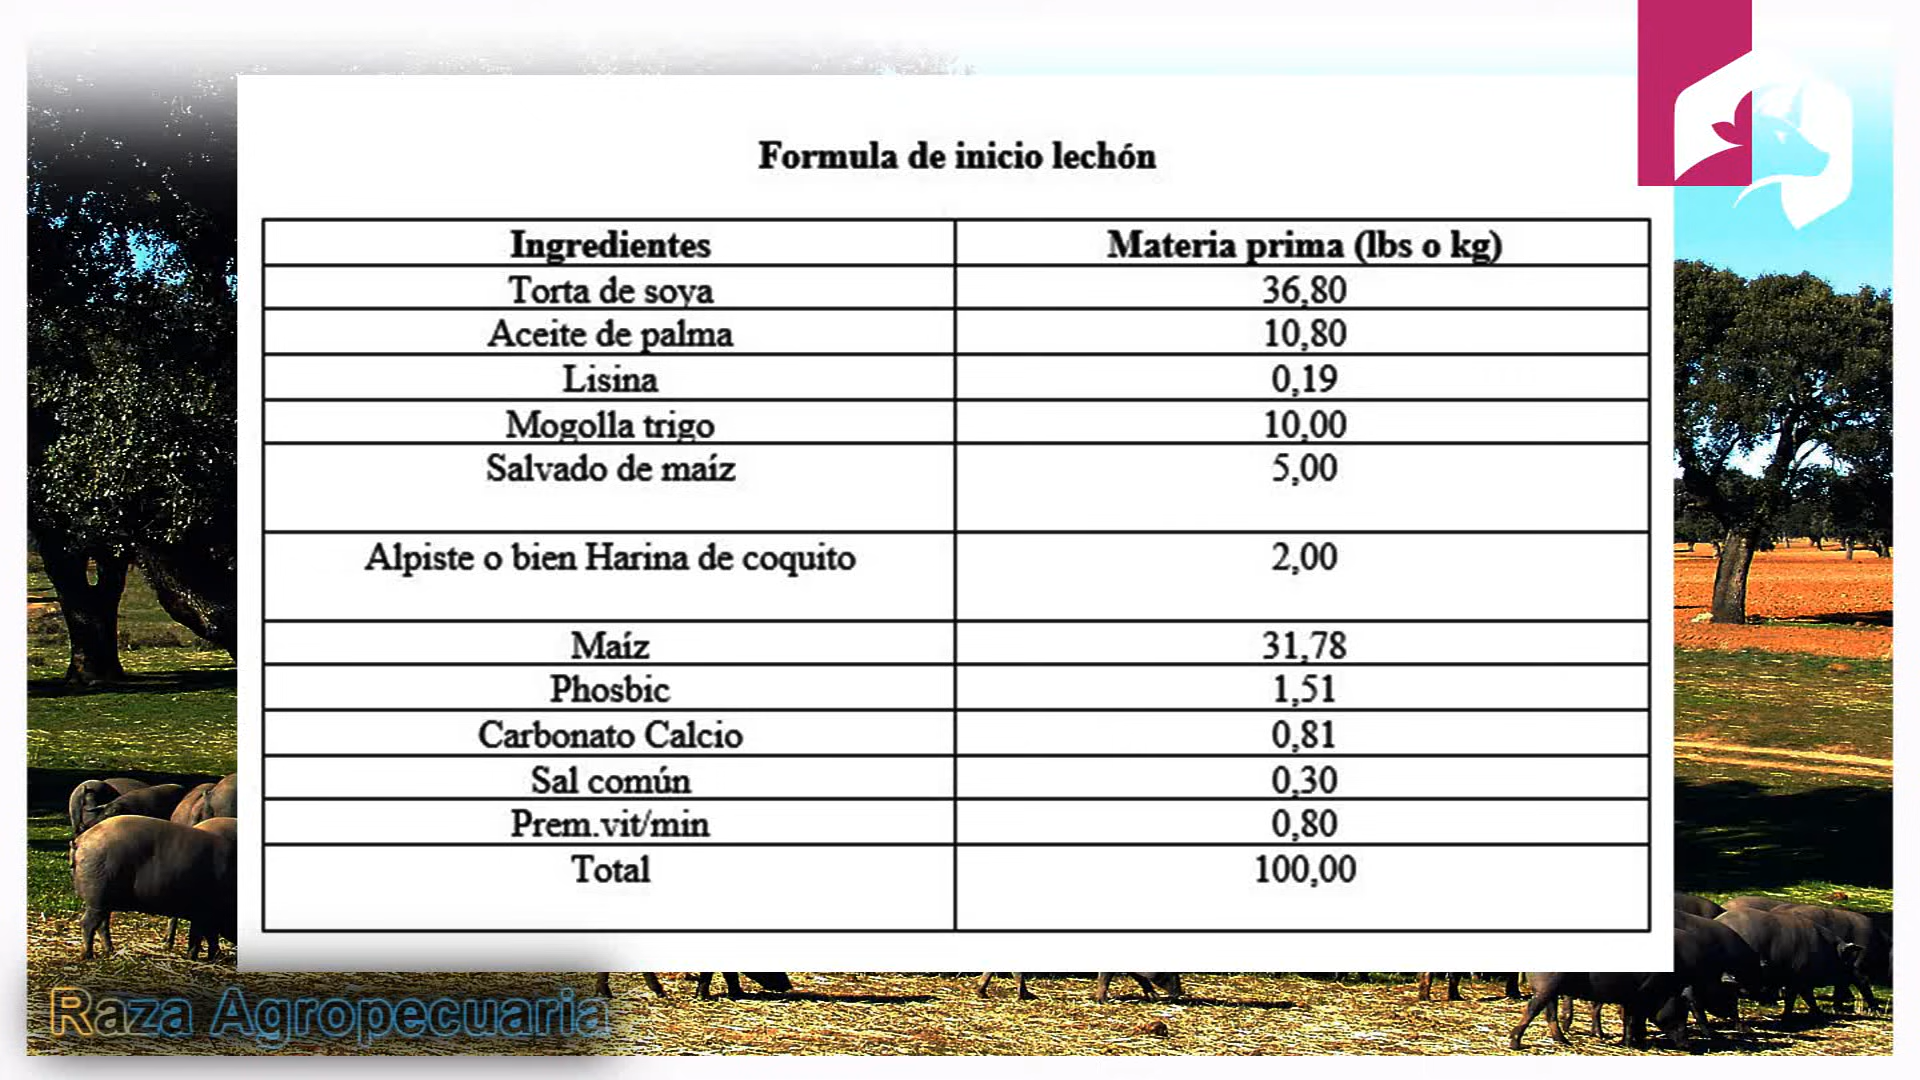 Formula de inicio lechón
Ingredientes Materia prima (lbs o kg)
Torta de soya 36,80
Aceite de palma 10,80
Lisina 0,19
Mogolla trigo 10,00
Salvado de maíz 5,00
Alpiste o bien Harina de coquito 2,00
Maíz 31,78
Phosbic 1,51
Carbonato Calcio 0,81
Sal común 0,30
Prem.vit/min 0,80
Total 100,00
Raza Agropecuaria